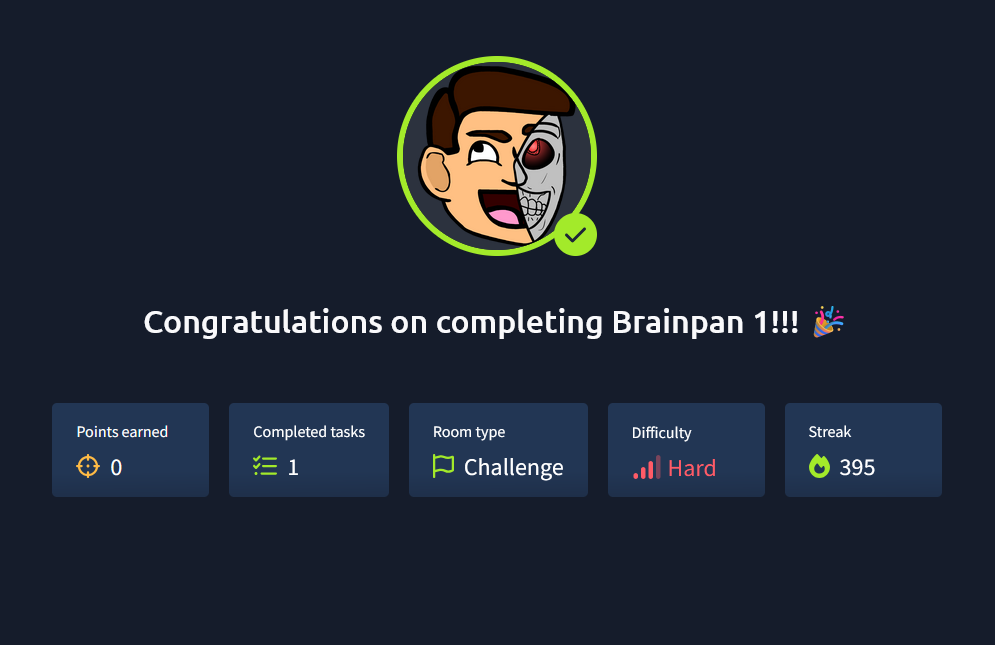 Congratulations on completing Brainpan 1!!! 🎉
Points earned
0
Completed tasks
1
Room type
Challenge
Difficulty
Hard
Streak
395